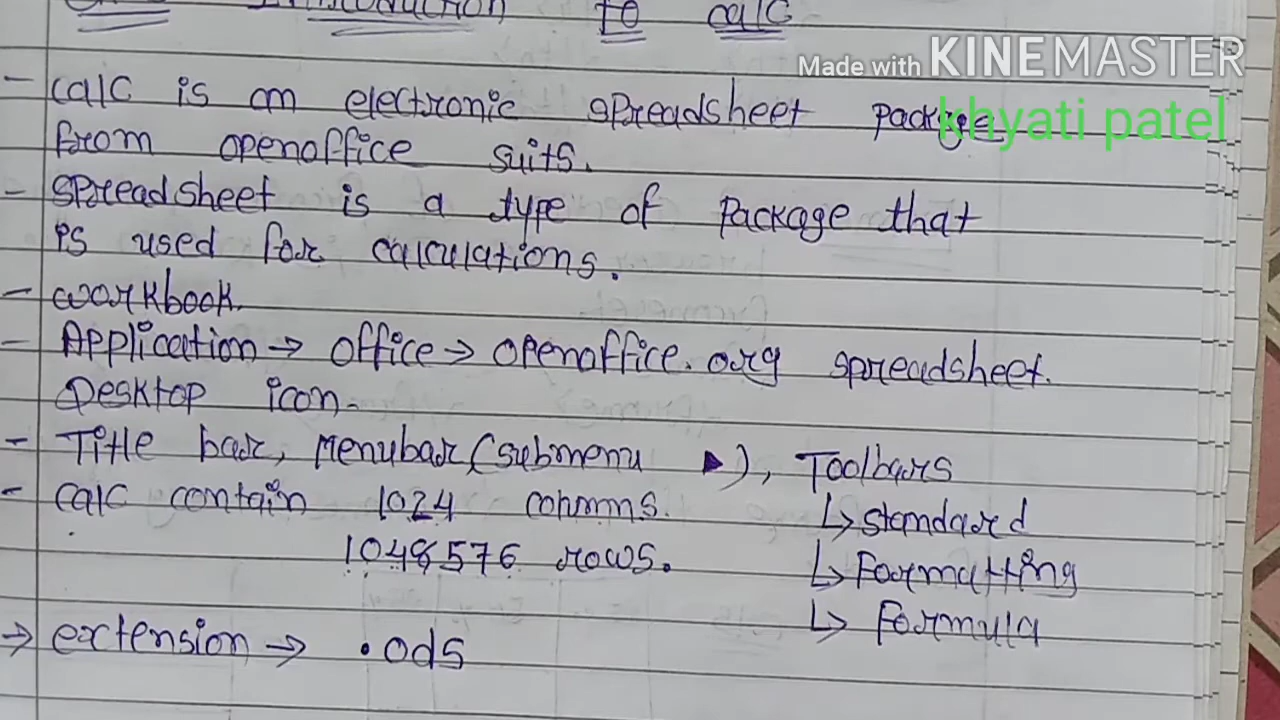 Introduction to calc
Made with KINEMASTER
khyati patel
- calc is an electronic spreadsheet package
from openoffice suits.
- spreadsheet is a type of package that
is used for calculations.
- workbook.
- Application → office → openoffice.org spreadsheet.
Desktop icon.
- Title bar, Menubar (submenu ▶), Toolbars
- calc contain 1024 columns. ↳ standard
1048576 rows. ↳ Formatting
↳ Formula
→ extension → .ods